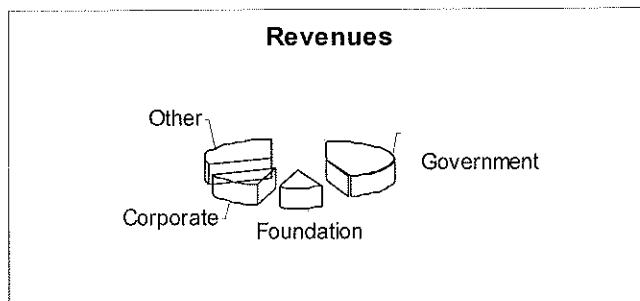 Revenues
Other
Government
Corporate
Foundation